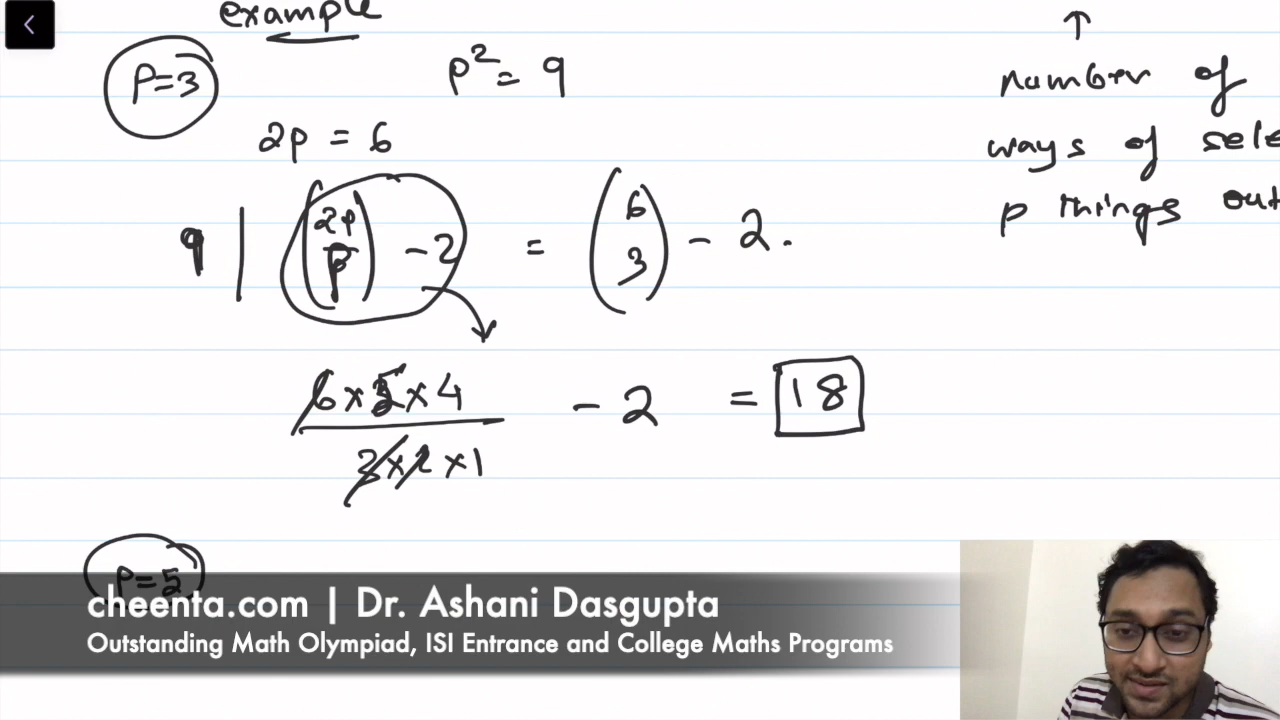 example
P=3
p² = 9
2p = 6
9 | (2p p) - 2 = (6 3) - 2.
6 x 5 x 4 / 3 x 2 x 1 - 2 = 18
↑
number of
ways of sele
p things out
P=5
cheenta.com | Dr. Ashani Dasgupta
Outstanding Math Olympiad, ISI Entrance and College Maths Programs